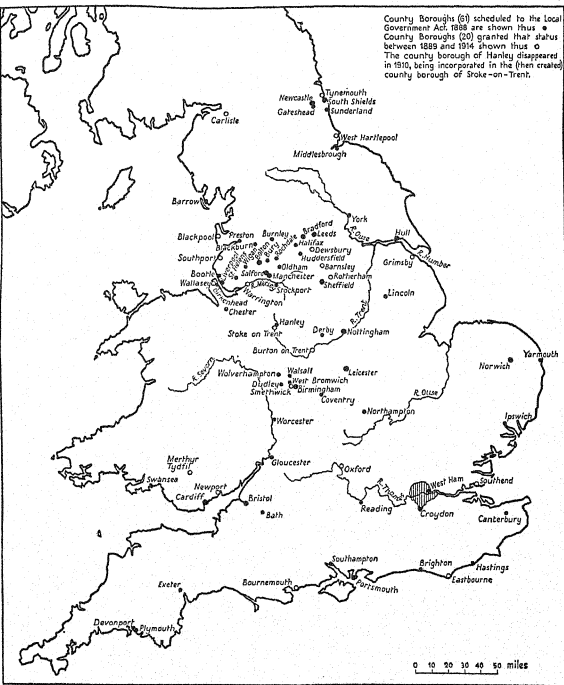 County Boroughs (61) scheduled to the Local
Government Act. 1888 are shown thus ●
County Boroughs (20) granted that status
between 1889 and 1914 shown thus o
The county borough of Hanley disappeared
in 1910, being incorporated in the (then created)
county borough of Stoke-on-Trent.
Tynemouth
Newcastle
South Shields
Gateshead
Sunderland
Carlisle
West Hartlepool
Middlesbrough
Barrow
York
R. Ouse
Hull
R. Humber
Grimsby
Blackpool
Preston
Burnley
Bradford
Leeds
Blackburn
Halifax
Dewsbury
Southport
Wigan
Bolton
Bury
Rochdale
Huddersfield
Bootle
Liverpool
Salford
Oldham
Barnsley
Wallasey
Manchester
Rotherham
R. Mersey
Sheffield
Birkenhead
Warrington
Stockport
Lincoln
Chester
R. Trent
Hanley
Stoke on Trent
Derby
Nottingham
Burton on Trent
R. Severn
Wolverhampton
Walsall
Leicester
Norwich
Yarmouth
Dudley
West Bromwich
Smethwick
Birmingham
R. Ouse
Coventry
Northampton
Ipswich
Worcester
Merthyr
Tydfil
Gloucester
Oxford
Swansea
Newport
R. Thames
West Ham
Southend
Cardiff
Bristol
Reading
Croydon
Canterbury
Bath
Southampton
Brighton
Hastings
Exeter
Bournemouth
Portsmouth
Eastbourne
Devonport
Plymouth
0 10 20 30 40 50 miles